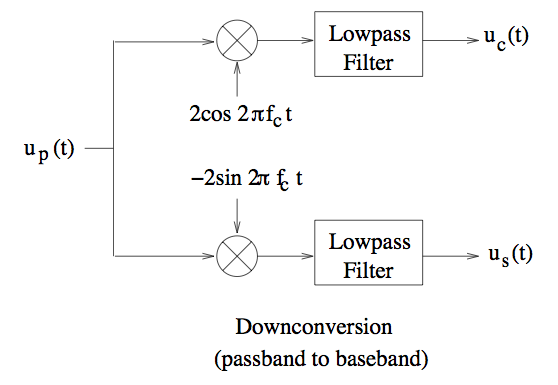 Lowpass
Filter
u_c(t)
2cos 2πf_c t
u_p(t)
−2sin 2π f_c t
Lowpass
Filter
u_s(t)
Downconversion
(passband to baseband)